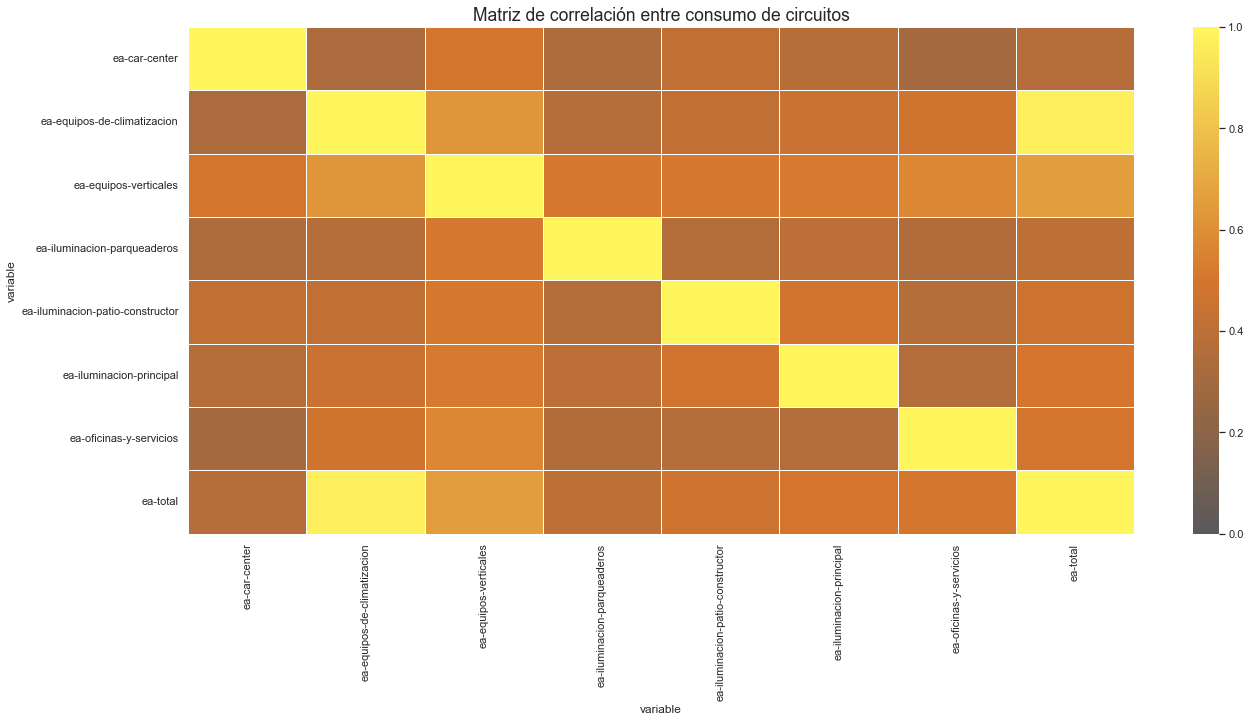 Matriz de correlación entre consumo de circuitos
variable
ea-car-center
ea-equipos-de-climatizacion
ea-equipos-verticales
ea-iluminacion-parqueaderos
ea-iluminacion-patio-constructor
ea-iluminacion-principal
ea-oficinas-y-servicios
ea-total
ea-car-center
ea-equipos-de-climatizacion
ea-equipos-verticales
ea-iluminacion-parqueaderos
ea-iluminacion-patio-constructor
ea-iluminacion-principal
ea-oficinas-y-servicios
ea-total
variable
1.0
0.8
0.6
0.4
0.2
0.0